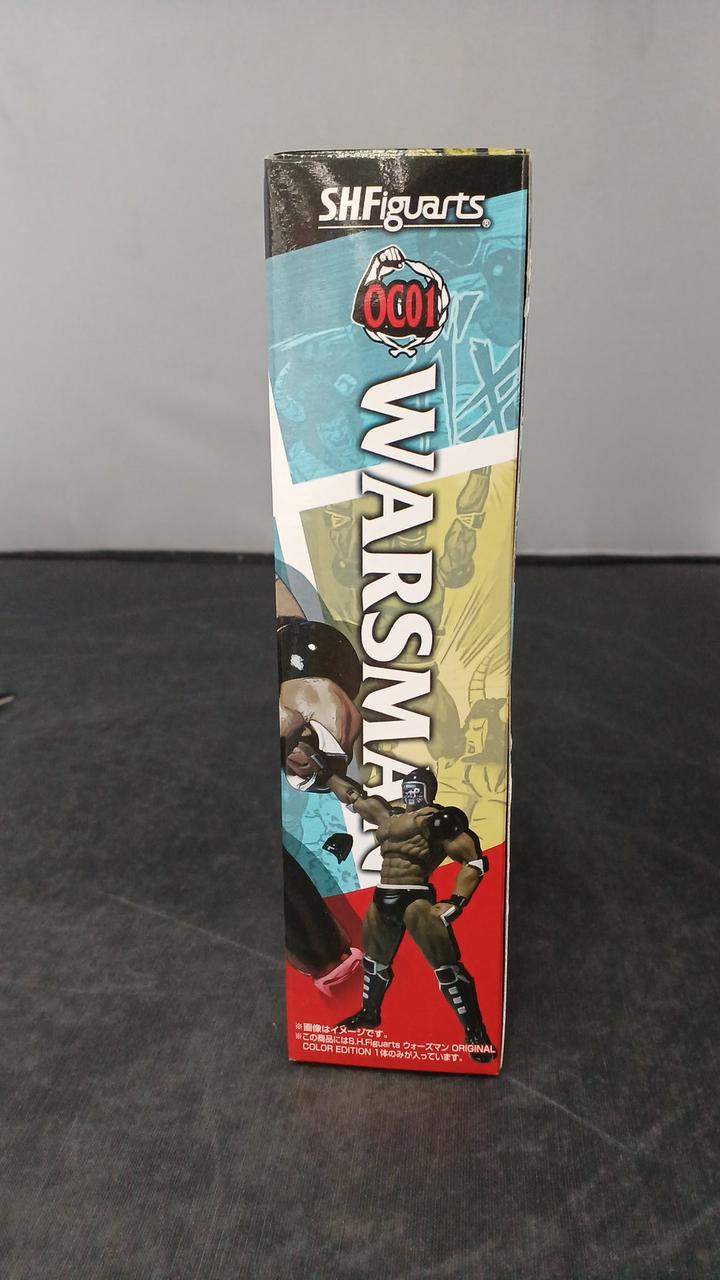 S.H.Figuarts®
OC01
WARSMAN
※画像はイメージです。
※この商品にはS.H.Figuarts ウォーズマン ORIGINAL
COLOR EDITION 1体のみが入っています。